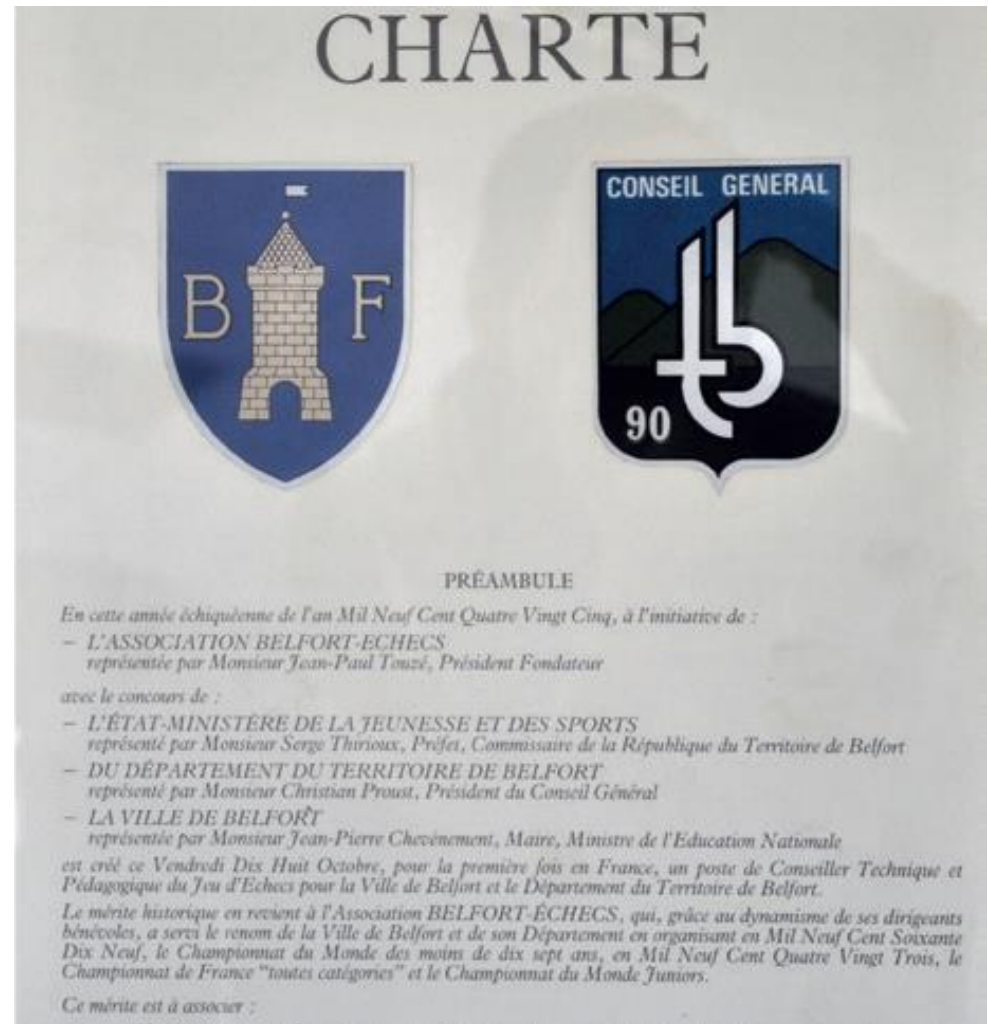 CHARTE
B F
CONSEIL GENERAL
tb
90
PRÉAMBULE
En cette année échiquéenne de l'an Mil Neuf Cent Quatre Vingt Cinq, à l'initiative de :
– L'ASSOCIATION BELFORT-ECHECS
représentée par Monsieur Jean-Paul Touzé, Président Fondateur
avec le concours de :
– L'ÉTAT-MINISTÈRE DE LA JEUNESSE ET DES SPORTS
représenté par Monsieur Serge Thirioux, Préfet, Commissaire de la République du Territoire de Belfort
– DU DÉPARTEMENT DU TERRITOIRE DE BELFORT
représenté par Monsieur Christian Proust, Président du Conseil Général
– LA VILLE DE BELFORT
représentée par Monsieur Jean-Pierre Chevènement, Maire, Ministre de l'Education Nationale
est créé ce Vendredi Dix Huit Octobre, pour la première fois en France, un poste de Conseiller Technique et
Pédagogique du Jeu d'Echecs pour la Ville de Belfort et le Département du Territoire de Belfort.
Le mérite historique en revient à l'Association BELFORT-ÉCHECS, qui, grâce au dynamisme de ses dirigeants
bénévoles, a servi le renom de la Ville de Belfort et de son Département en organisant en Mil Neuf Cent Soixante
Dix Neuf, le Championnat du Monde des moins de dix sept ans, en Mil Neuf Cent Quatre Vingt Trois, le
Championnat de France "toutes catégories" et le Championnat du Monde Juniors.
Ce mérite est à associer :